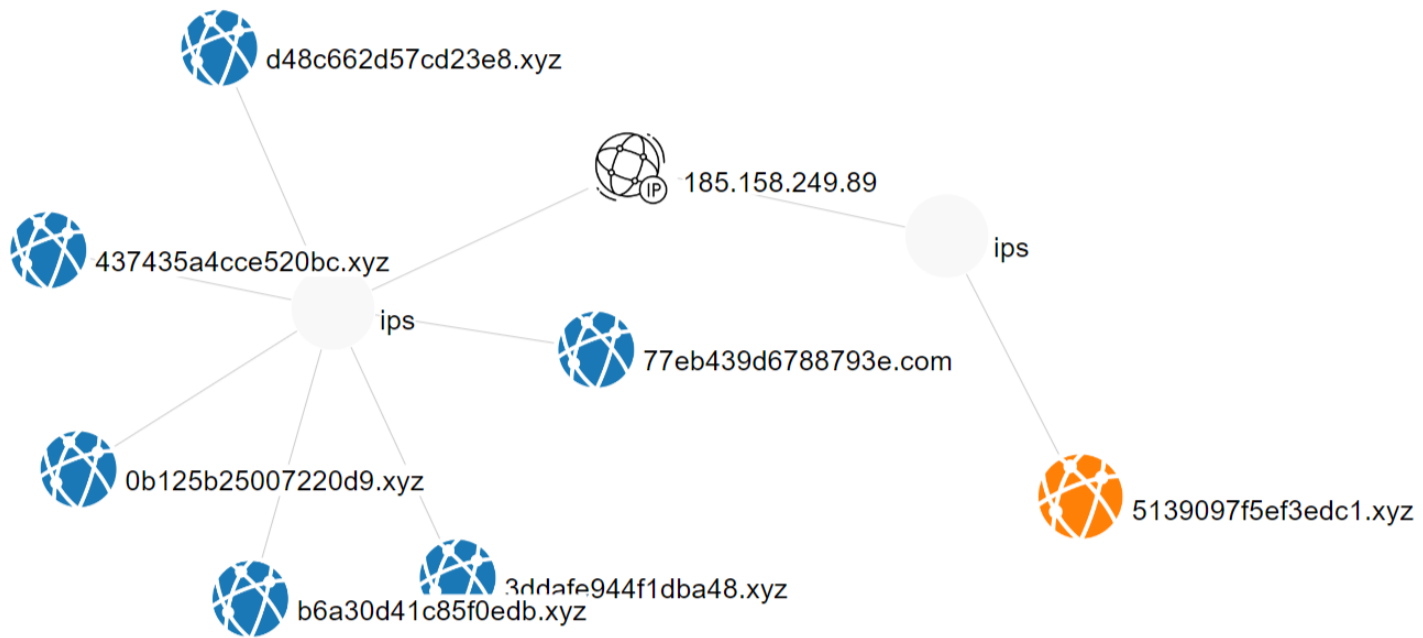 d48c662d57cd23e8.xyz
IP
185.158.249.89
437435a4cce520bc.xyz
ips
ips
77eb439d6788793e.com
0b125b25007220d9.xyz
5139097f5ef3edc1.xyz
3ddafe944f1dba48.xyz
b6a30d41c85f0edb.xyz